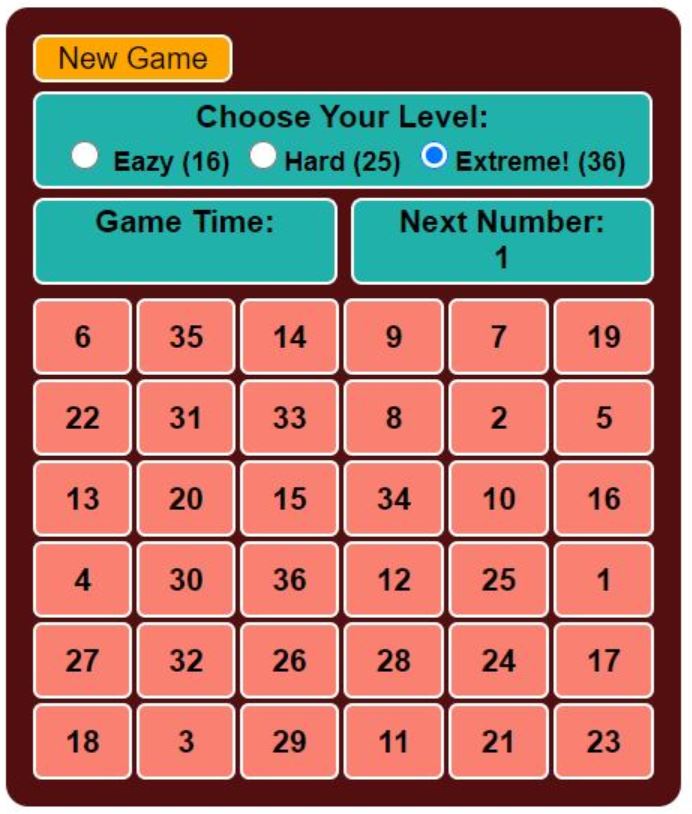 New Game
Choose Your Level:
Eazy (16) Hard (25) Extreme! (36)
Game Time: Next Number:
1
6 35 14 9 7 19
22 31 33 8 2 5
13 20 15 34 10 16
4 30 36 12 25 1
27 32 26 28 24 17
18 3 29 11 21 23